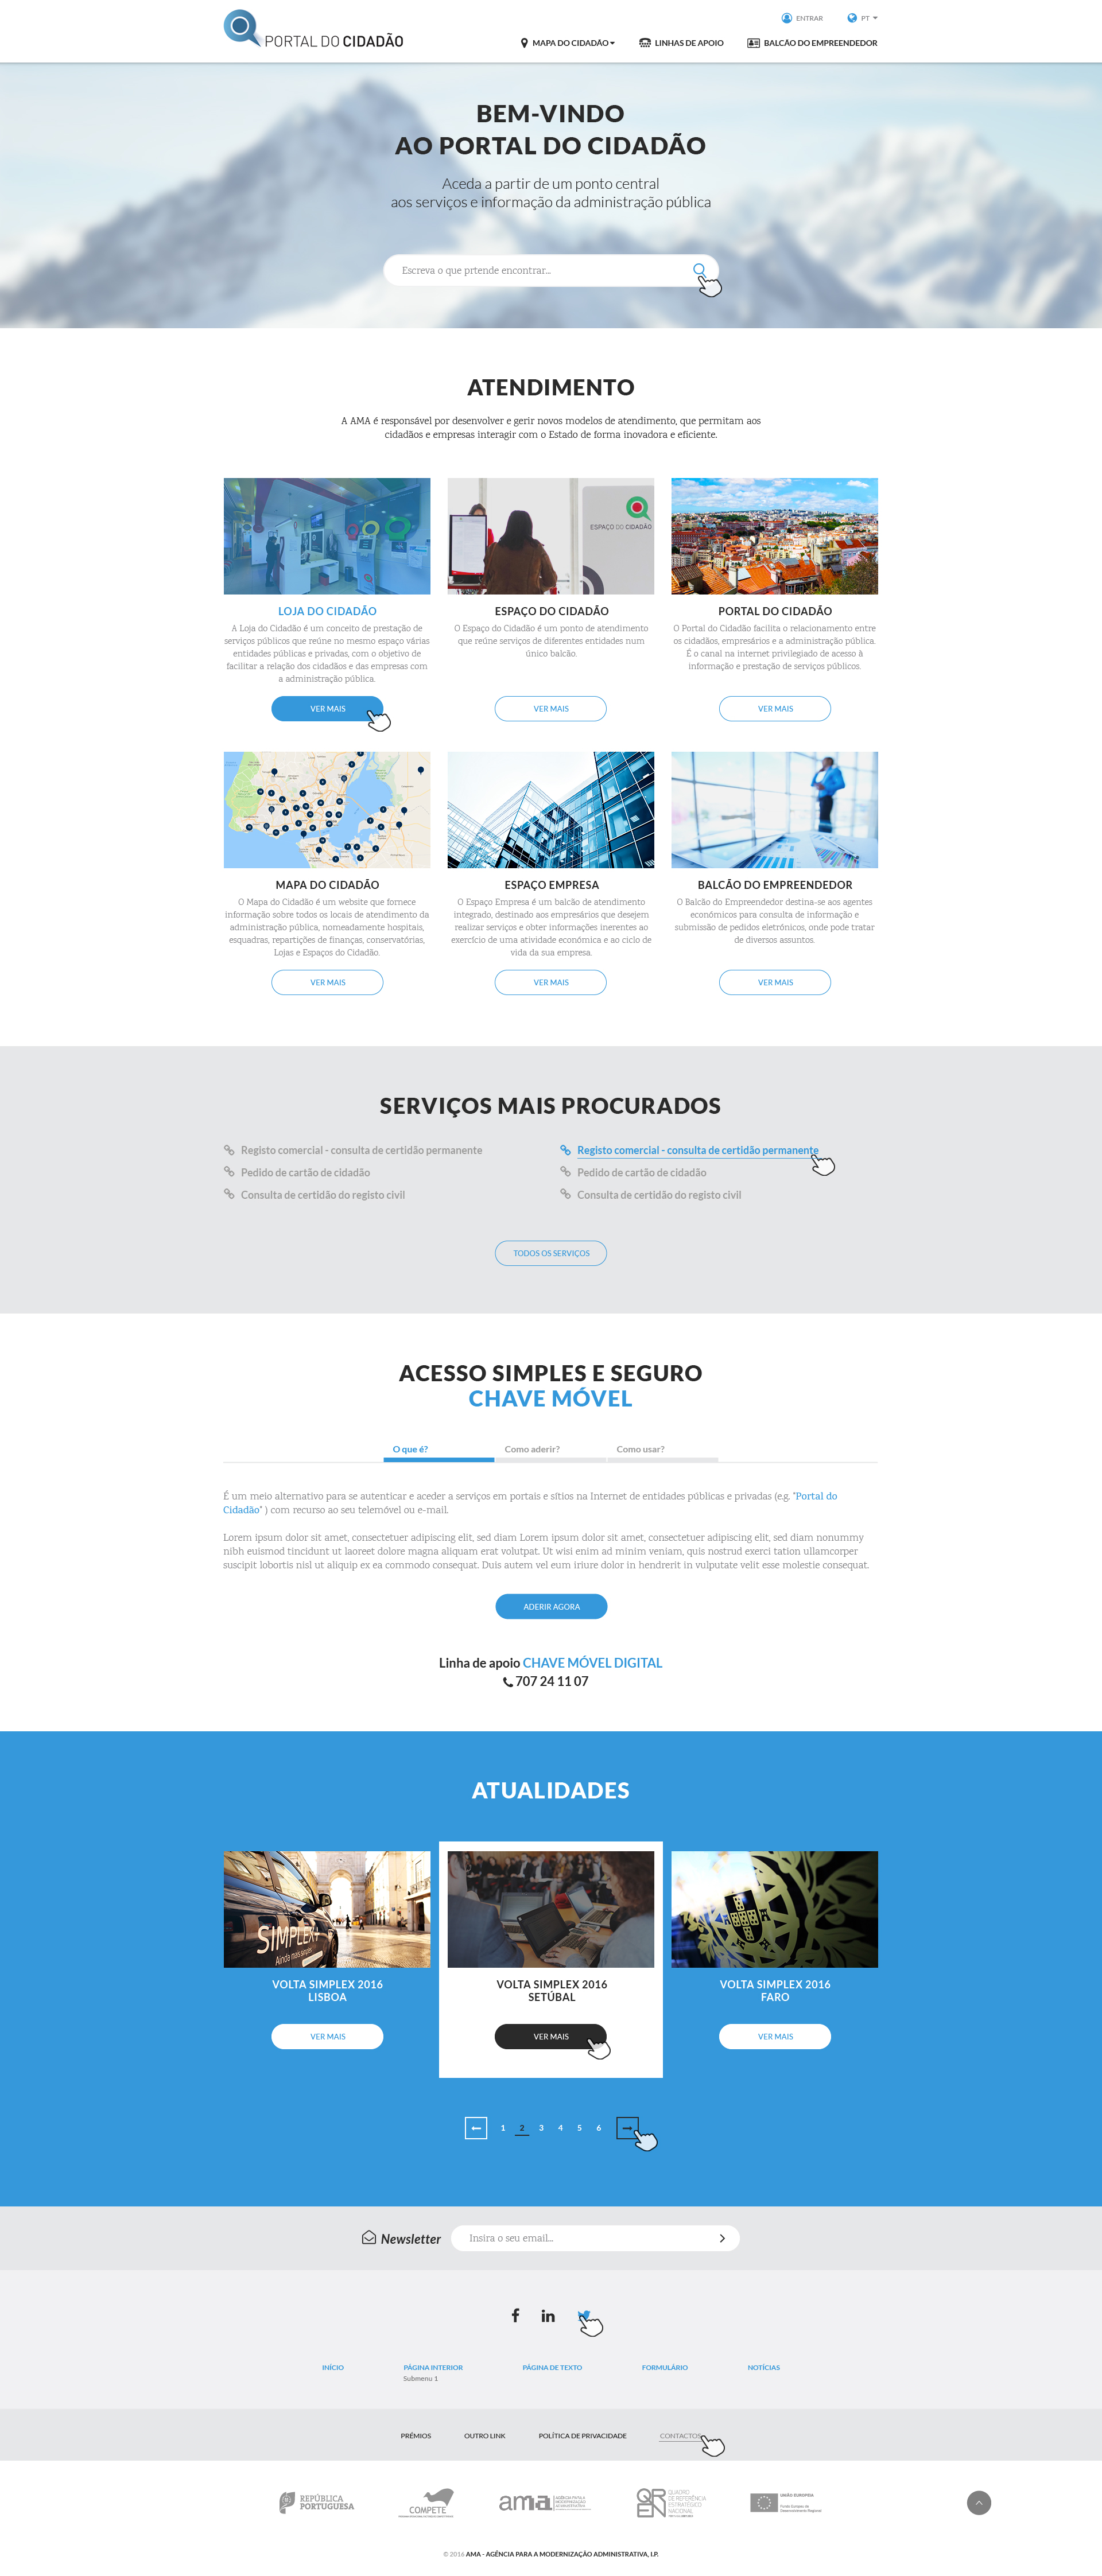 PORTAL DO CIDADÃO
ENTRAR
PT
MAPA DO CIDADÃO
LINHAS DE APOIO
BALCÃO DO EMPREENDEDOR
BEM-VINDO
AO PORTAL DO CIDADÃO
Aceda a partir de um ponto central
aos serviços e informação da administração pública
Escreva o que prtende encontrar...
ATENDIMENTO
A AMA é responsável por desenvolver e gerir novos modelos de atendimento, que permitam aos
cidadãos e empresas interagir com o Estado de forma inovadora e eficiente.
ESPAÇO DO CIDADÃO
LOJA DO CIDADÃO
A Loja do Cidadão é um conceito de prestação de
serviços públicos que reúne no mesmo espaço várias
entidades públicas e privadas, com o objetivo de
facilitar a relação dos cidadãos e das empresas com
a administração pública.
VER MAIS
ESPAÇO DO CIDADÃO
O Espaço do Cidadão é um ponto de atendimento
que reúne serviços de diferentes entidades num
único balcão.
VER MAIS
PORTAL DO CIDADÃO
O Portal do Cidadão facilita o relacionamento entre
os cidadãos, empresários e a administração pública.
É o canal na internet privilegiado de acesso à
informação e prestação de serviços públicos.
VER MAIS
MAPA DO CIDADÃO
O Mapa do Cidadão é um website que fornece
informação sobre todos os locais de atendimento da
administração pública, nomeadamente hospitais,
esquadras, repartições de finanças, conservatórias,
Lojas e Espaços do Cidadão.
VER MAIS
ESPAÇO EMPRESA
O Espaço Empresa é um balcão de atendimento
integrado, destinado aos empresários que desejem
realizar serviços e obter informações inerentes ao
exercício de uma atividade económica e ao ciclo de
vida da sua empresa.
VER MAIS
BALCÃO DO EMPREENDEDOR
O Balcão do Empreendedor destina-se aos agentes
económicos para consulta de informação e
submissão de pedidos eletrónicos, onde pode tratar
de diversos assuntos.
VER MAIS
SERVIÇOS MAIS PROCURADOS
Registo comercial - consulta de certidão permanente
Pedido de cartão de cidadão
Consulta de certidão do registo civil
Registo comercial - consulta de certidão permanente
Pedido de cartão de cidadão
Consulta de certidão do registo civil
TODOS OS SERVIÇOS
ACESSO SIMPLES E SEGURO
CHAVE MÓVEL
O que é?
Como aderir?
Como usar?
É um meio alternativo para se autenticar e aceder a serviços em portais e sítios na Internet de entidades públicas e privadas (e.g. "Portal do
Cidadão" ) com recurso ao seu telemóvel ou e-mail.
Lorem ipsum dolor sit amet, consectetuer adipiscing elit, sed diam Lorem ipsum dolor sit amet, consectetuer adipiscing elit, sed diam nonummy
nibh euismod tincidunt ut laoreet dolore magna aliquam erat volutpat. Ut wisi enim ad minim veniam, quis nostrud exerci tation ullamcorper
suscipit lobortis nisl ut aliquip ex ea commodo consequat. Duis autem vel eum iriure dolor in hendrerit in vulputate velit esse molestie consequat.
ADERIR AGORA
Linha de apoio CHAVE MÓVEL DIGITAL
707 24 11 07
ATUALIDADES
SIMPLEX+
Ainda mais simples
VOLTA SIMPLEX 2016
LISBOA
VER MAIS
VOLTA SIMPLEX 2016
SETÚBAL
VER MAIS
VOLTA SIMPLEX 2016
FARO
VER MAIS
1 2 3 4 5 6
Newsletter
Insira o seu email...
INÍCIO
PÁGINA INTERIOR
Submenu 1
PÁGINA DE TEXTO
FORMULÁRIO
NOTÍCIAS
PRÉMIOS
OUTRO LINK
POLÍTICA DE PRIVACIDADE
CONTACTOS
REPÚBLICA
PORTUGUESA
COMPETE
ama
AGÊNCIA PARA A
MODERNIZAÇÃO
ADMINISTRATIVA
QREN
QUADRO
DE REFERÊNCIA
ESTRATÉGICO
NACIONAL
UNIÃO EUROPEIA
Fundo Europeu de
Desenvolvimento Regional
© 2016 AMA - AGÊNCIA PARA A MODERNIZAÇÃO ADMINISTRATIVA, I.P.